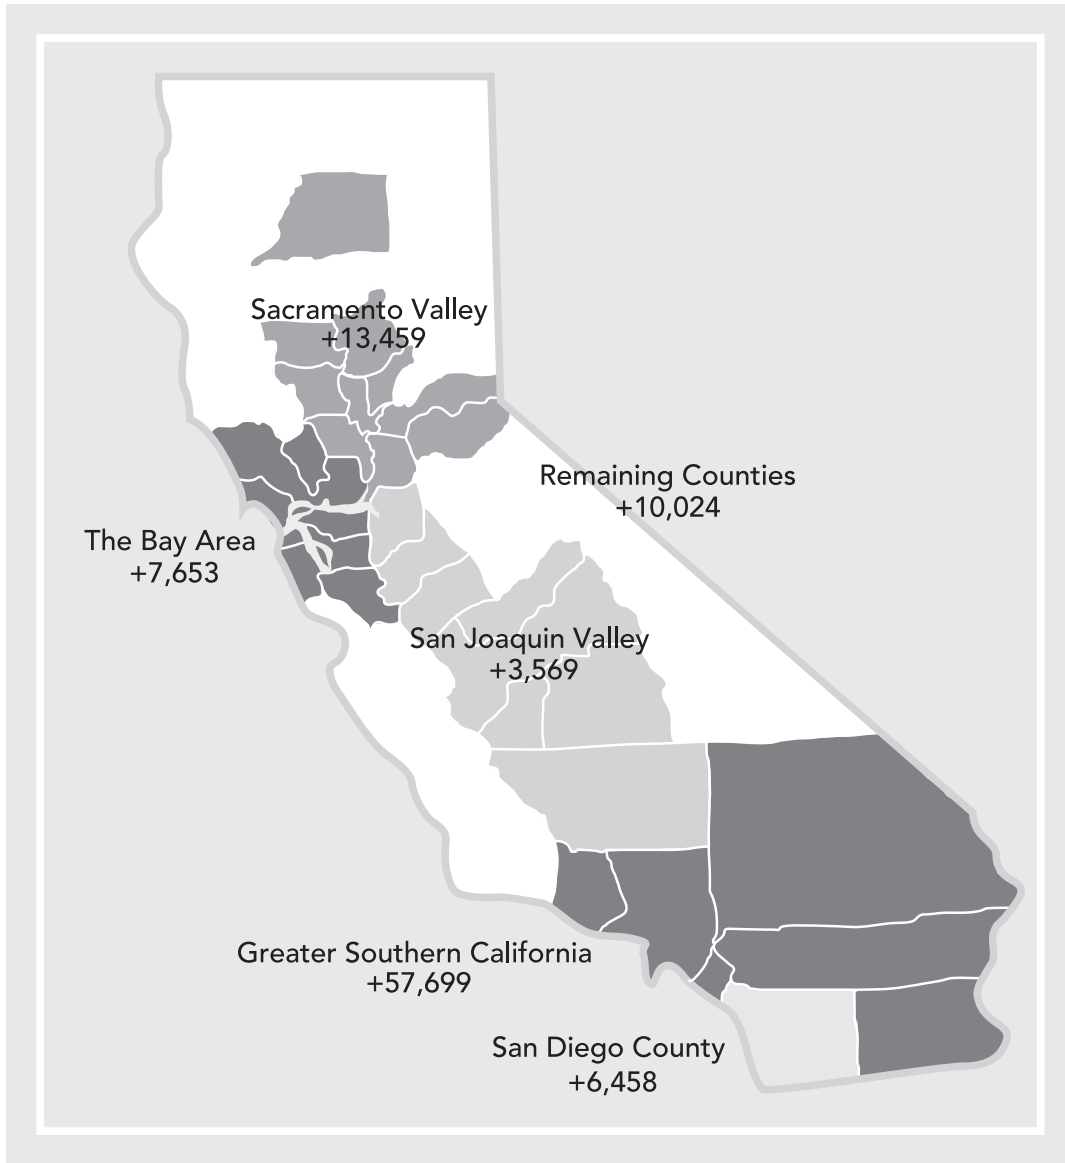 Sacramento Valley
+13,459
Remaining Counties
+10,024
The Bay Area
+7,653
San Joaquin Valley
+3,569
Greater Southern California
+57,699
San Diego County
+6,458